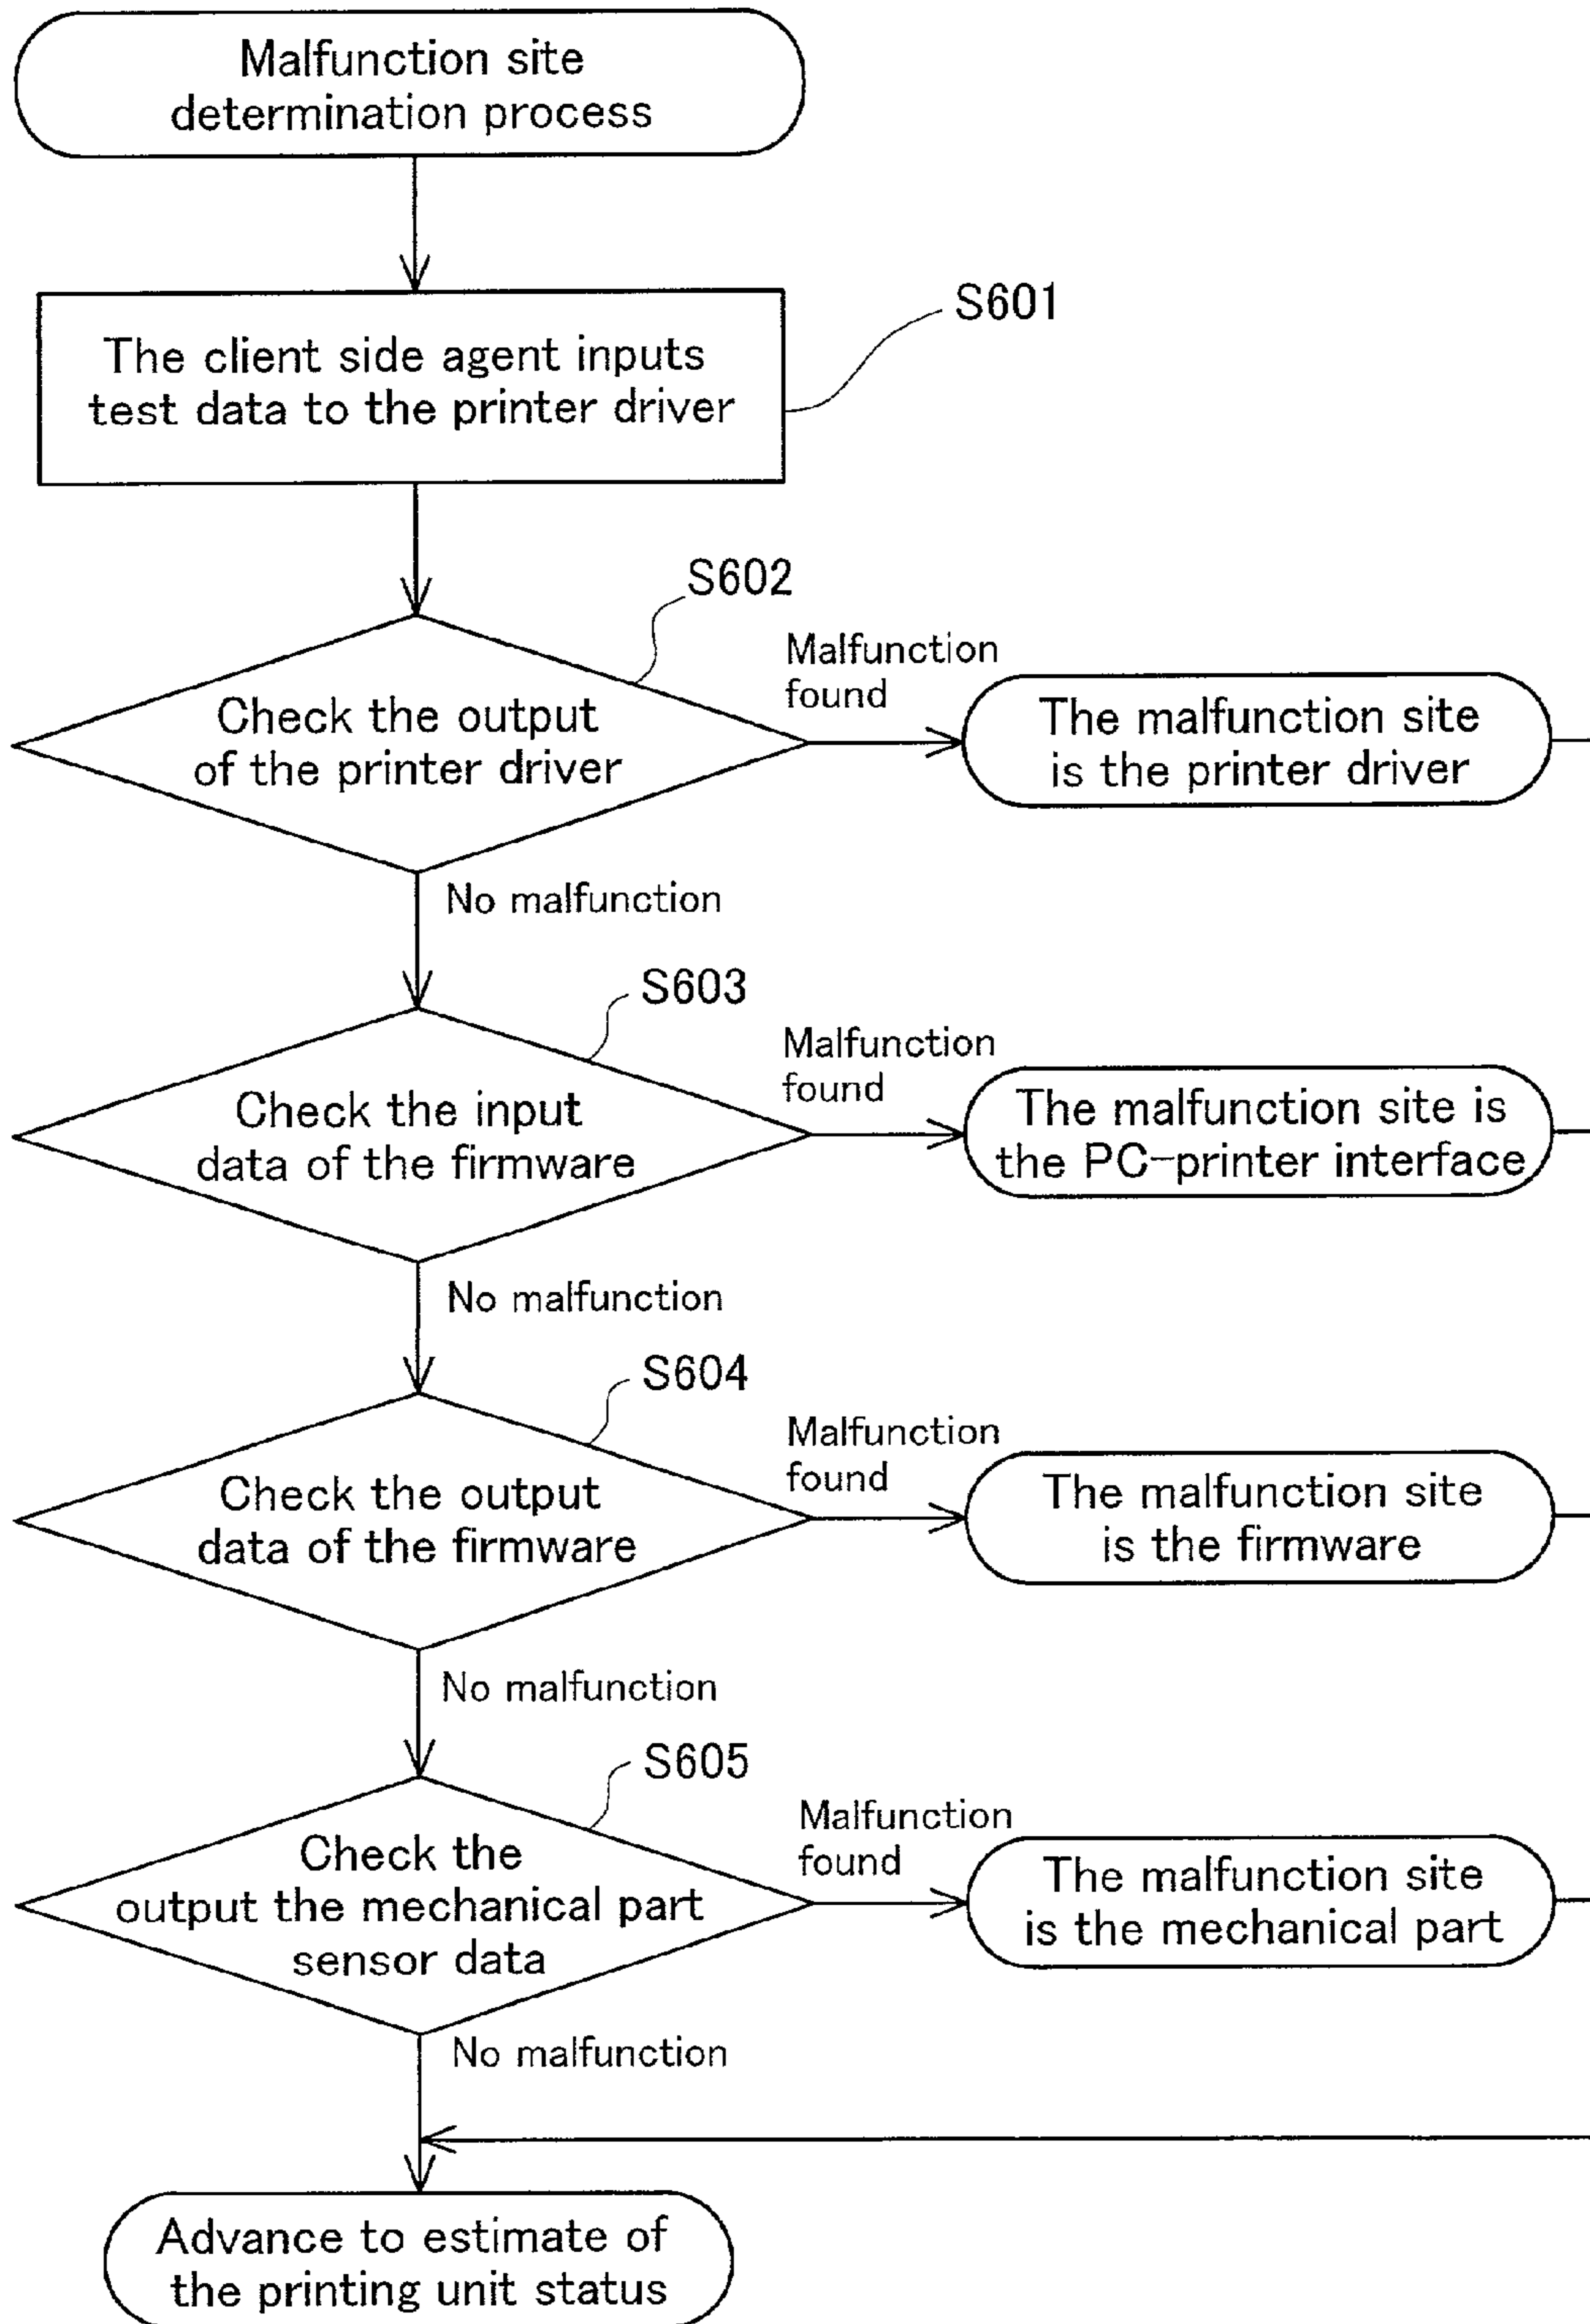 Malfunction site
determination process
S601
The client side agent inputs
test data to the printer driver
S602
Malfunction
found
Check the output
of the printer driver
The malfunction site
is the printer driver
No malfunction
S603
Malfunction
found
Check the input
data of the firmware
The malfunction site is
the PC-printer interface
No malfunction
S604
Malfunction
found
Check the output
data of the firmware
The malfunction site
is the firmware
No malfunction
S605
Malfunction
found
Check the
output the mechanical part
sensor data
The malfunction site
is the mechanical part
No malfunction
Advance to estimate of
the printing unit status